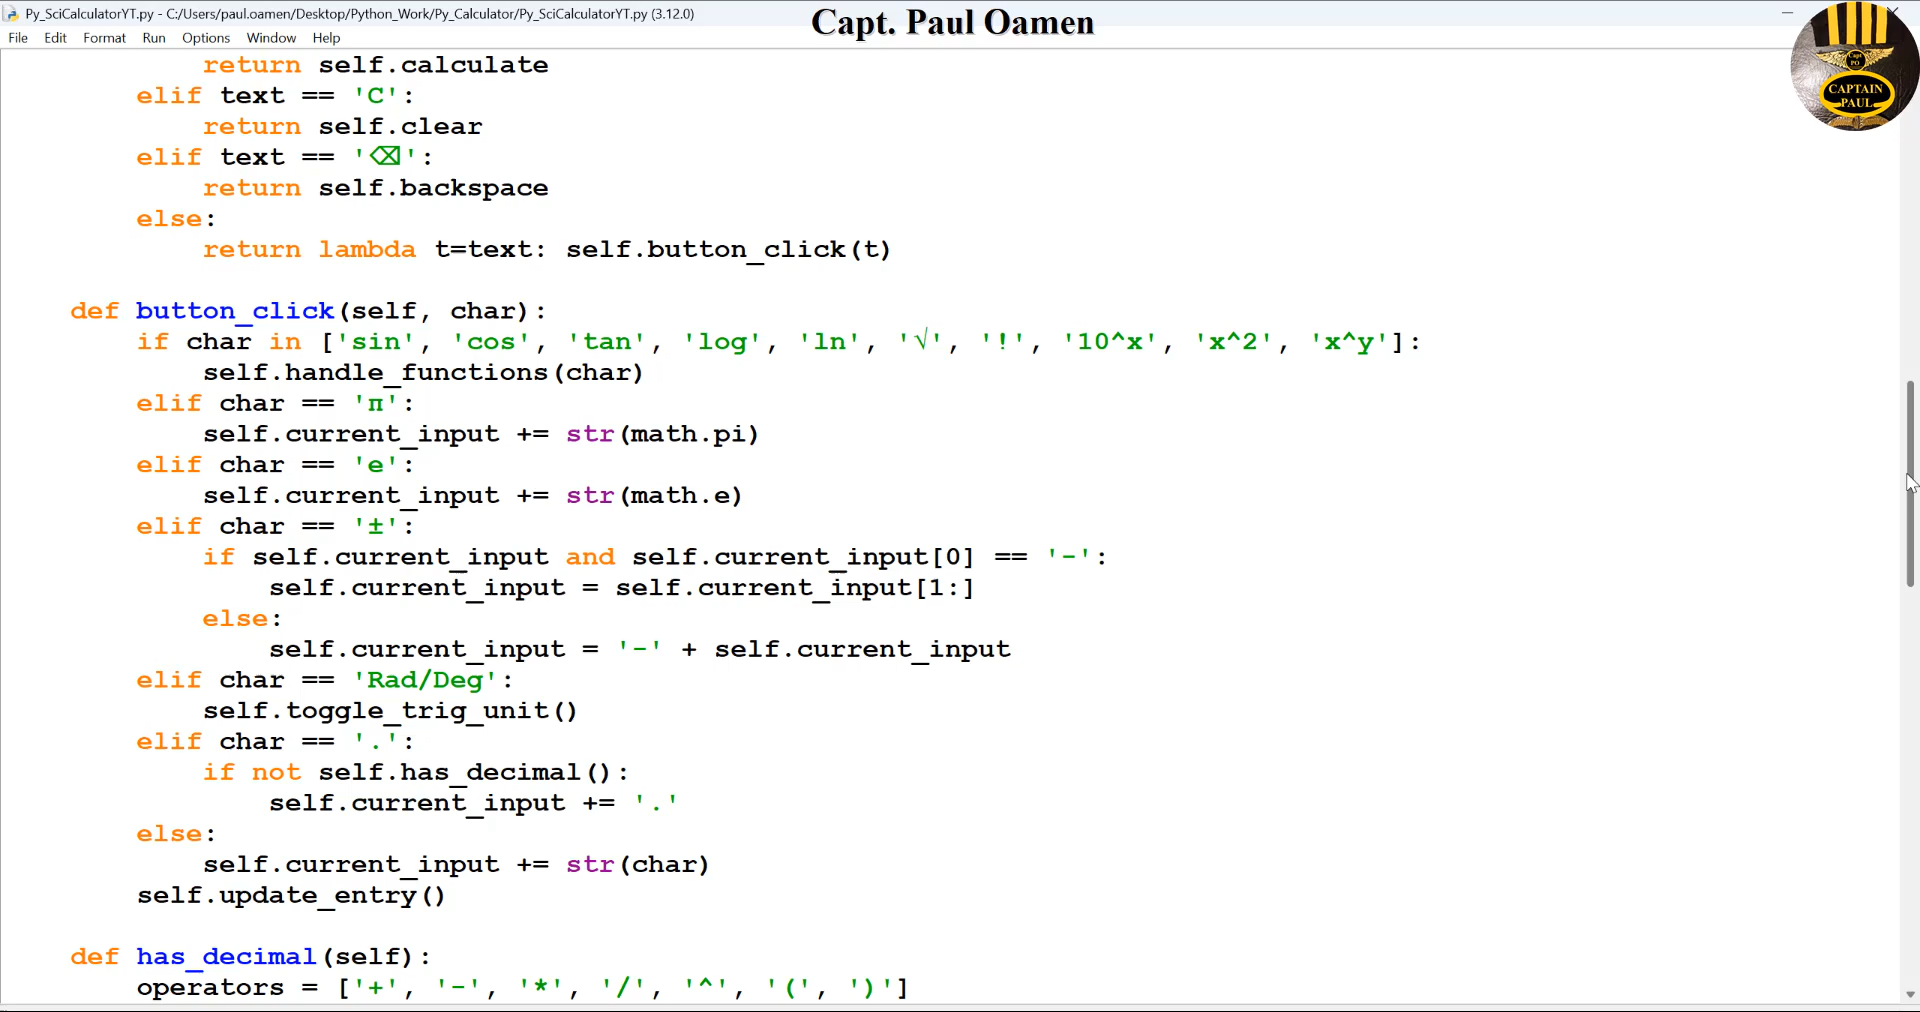 Py_SciCalculatorYT.py - C:/Users/paul.oamen/Desktop/Python_Work/Py_Calculator/Py_SciCalculatorYT.py (3.12.0)
Capt. Paul Oamen
File Edit Format Run Options Window Help
Capt
PO
CAPTAIN
PAUL
            return self.calculate
        elif text == 'C':
            return self.clear
        elif text == '⌫':
            return self.backspace
        else:
            return lambda t=text: self.button_click(t)

    def button_click(self, char):
        if char in ['sin', 'cos', 'tan', 'log', 'ln', '√', '!', '10^x', 'x^2', 'x^y']:
            self.handle_functions(char)
        elif char == 'π':
            self.current_input += str(math.pi)
        elif char == 'e':
            self.current_input += str(math.e)
        elif char == '±':
            if self.current_input and self.current_input[0] == '-':
                self.current_input = self.current_input[1:]
            else:
                self.current_input = '-' + self.current_input
        elif char == 'Rad/Deg':
            self.toggle_trig_unit()
        elif char == '.':
            if not self.has_decimal():
                self.current_input += '.'
        else:
            self.current_input += str(char)
        self.update_entry()

    def has_decimal(self):
        operators = ['+', '-', '*', '/', '^', '(', ')']